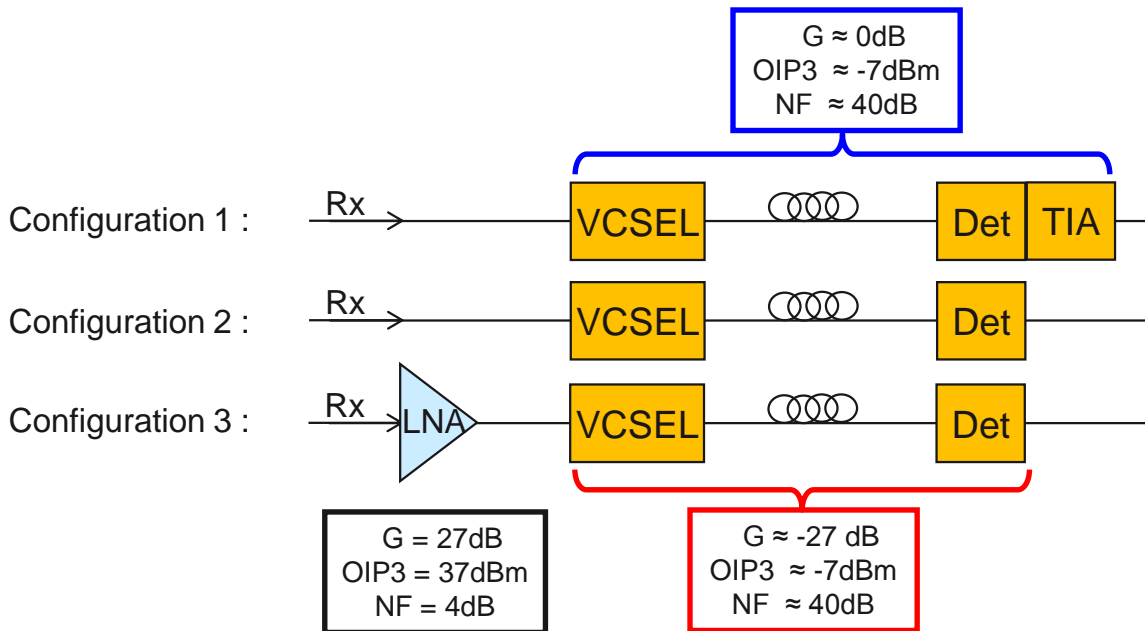 G ≈ 0dB
OIP3 ≈ -7dBm
NF ≈ 40dB
Configuration 1 : Rx VCSEL Det TIA
Configuration 2 : Rx VCSEL Det
Configuration 3 : Rx LNA VCSEL Det
G = 27dB
OIP3 = 37dBm
NF = 4dB
G ≈ -27 dB
OIP3 ≈ -7dBm
NF ≈ 40dB